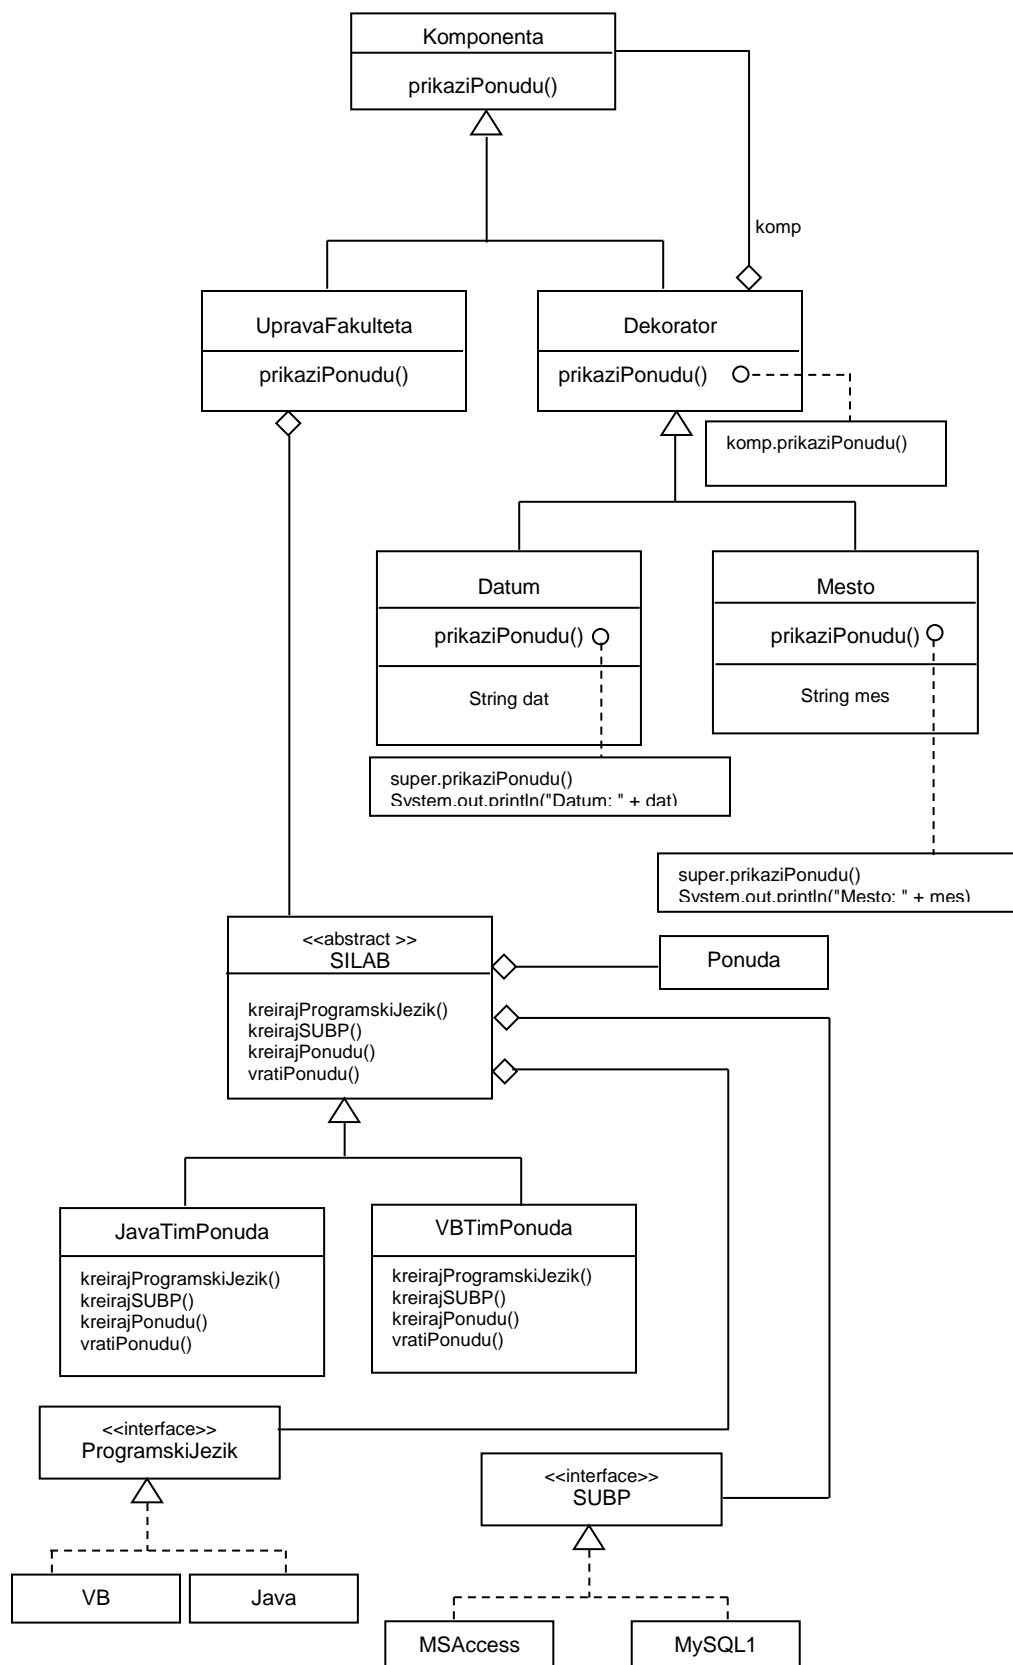 Komponenta
prikaziPonudu()
komp
UpravaFakulteta
prikaziPonudu()
Dekorator
prikaziPonudu()
komp.prikaziPonudu()
Datum
prikaziPonudu()
String dat
Mesto
prikaziPonudu()
String mes
super.prikaziPonudu()
System.out.println("Datum: " + dat)
super.prikaziPonudu()
System.out.println("Mesto: " + mes)
<<abstract >>
SILAB
kreirajProgramskiJezik()
kreirajSUBP()
kreirajPonudu()
vratiPonudu()
Ponuda
JavaTimPonuda
kreirajProgramskiJezik()
kreirajSUBP()
kreirajPonudu()
vratiPonudu()
VBTimPonuda
kreirajProgramskiJezik()
kreirajSUBP()
kreirajPonudu()
vratiPonudu()
<<interface>>
ProgramskiJezik
<<interface>>
SUBP
VB
Java
MSAccess
MySQL1